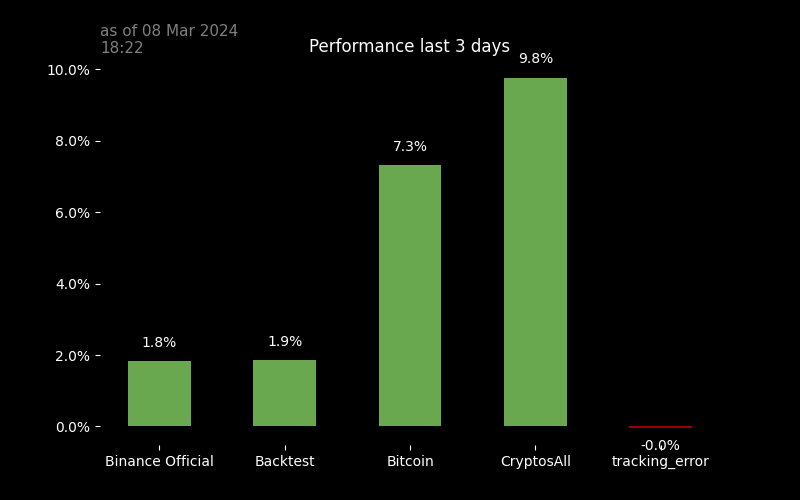 as of 08 Mar 2024
18:22
Performance last 3 days
10.0%
8.0%
6.0%
4.0%
2.0%
0.0%
1.8%
1.9%
7.3%
9.8%
-0.0%
Binance Official
Backtest
Bitcoin
CryptosAll
tracking_error